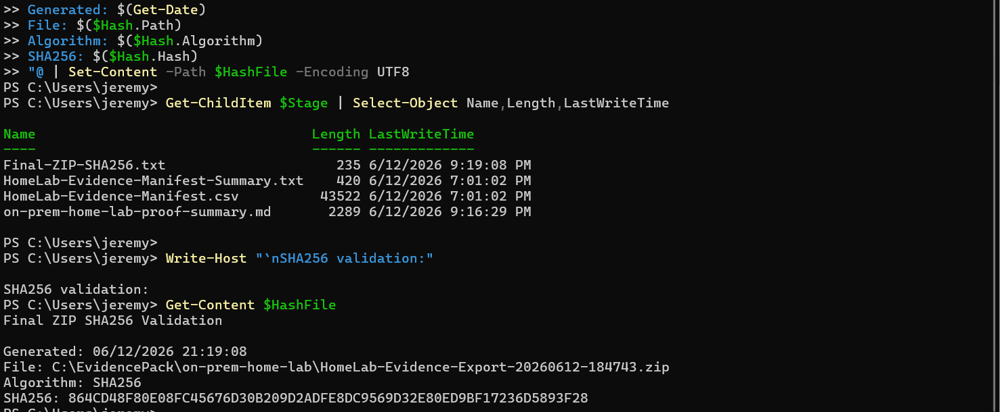 >> Generated: $(Get-Date)
>> File: $($Hash.Path)
>> Algorithm: $($Hash.Algorithm)
>> SHA256: $($Hash.Hash)
>> "@ | Set-Content -Path $HashFile -Encoding UTF8
PS C:\Users\jeremy>
PS C:\Users\jeremy> Get-ChildItem $Stage | Select-Object Name,Length,LastWriteTime
Name Length LastWriteTime
---- ------ -------------
Final-ZIP-SHA256.txt 235 6/12/2026 9:19:08 PM
HomeLab-Evidence-Manifest-Summary.txt 420 6/12/2026 7:01:02 PM
HomeLab-Evidence-Manifest.csv 43522 6/12/2026 7:01:02 PM
on-prem-home-lab-proof-summary.md 2289 6/12/2026 9:16:29 PM
PS C:\Users\jeremy>
PS C:\Users\jeremy> Write-Host "`nSHA256 validation:"
SHA256 validation:
PS C:\Users\jeremy> Get-Content $HashFile
Final ZIP SHA256 Validation
Generated: 06/12/2026 21:19:08
File: C:\EvidencePack\on-prem-home-lab\HomeLab-Evidence-Export-20260612-184743.zip
Algorithm: SHA256
SHA256: 864CD48F80E08FC45676D30B209D2ADFE8DC9569D32E80ED9BF17236D5893F28
PS C:\Users\jeremy>